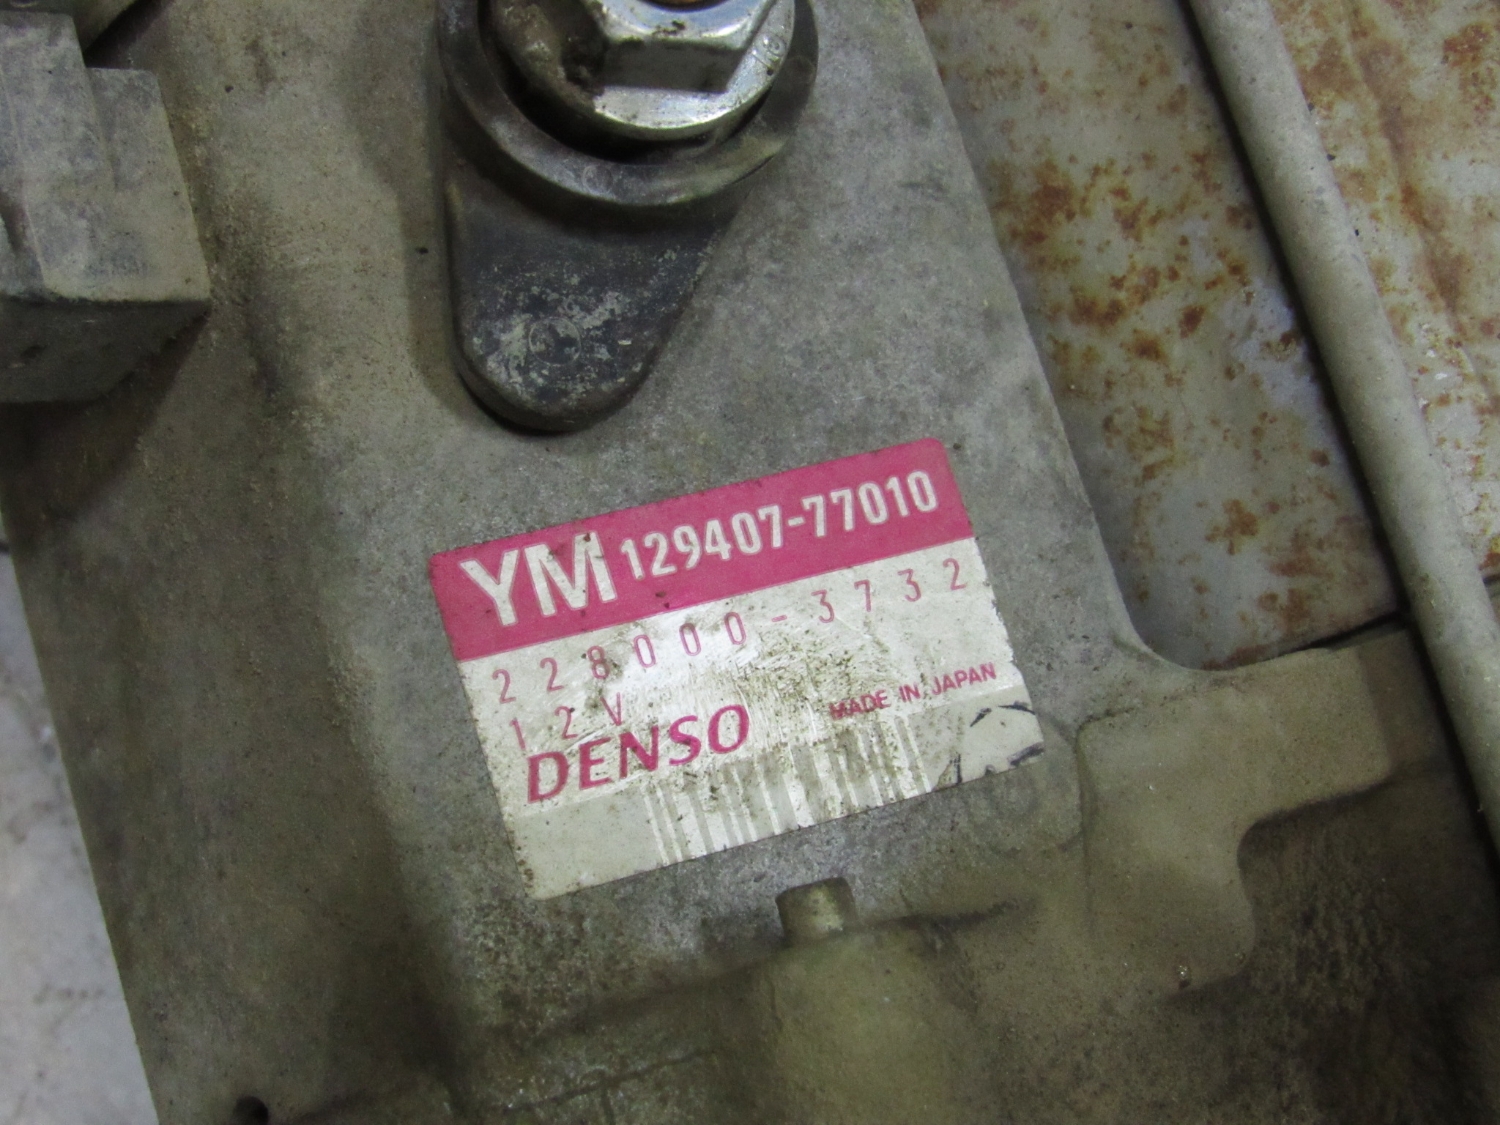 YM 129407-77010
228000-3732
12V
DENSO MADE IN JAPAN